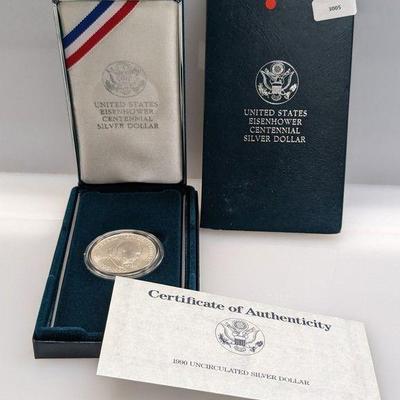 3005
UNITED STATES
EISENHOWER
CENTENNIAL
SILVER DOLLAR
UNITED STATES
EISENHOWER
CENTENNIAL
SILVER DOLLAR
Certificate of Authenticity
1990 UNCIRCULATED SILVER DOLLAR